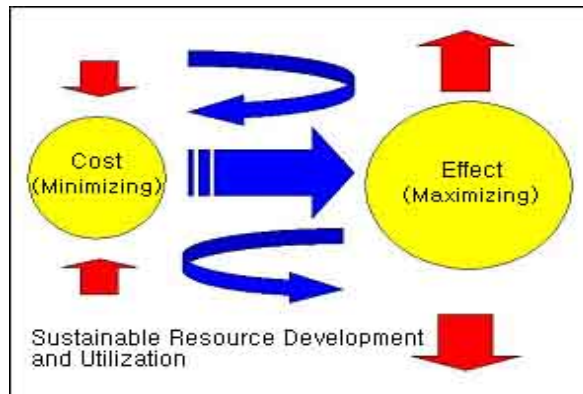 Cost
(Minimizing)
Effect
(Maximizing)
Sustainable Resource Development
and Utilization